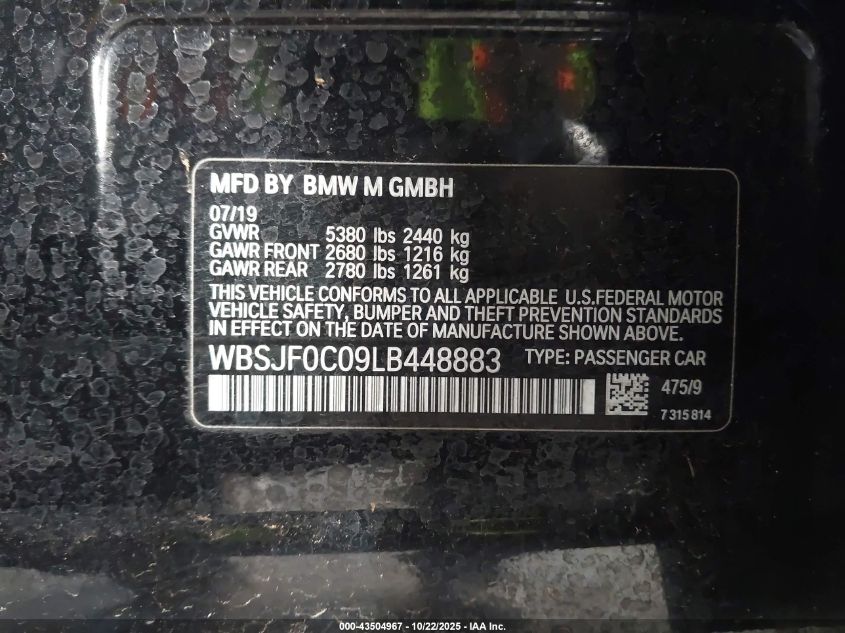 MFD BY BMW M GMBH
07/19
GVWR 5380 lbs 2440 kg
GAWR FRONT 2680 lbs 1216 kg
GAWR REAR 2780 lbs 1261 kg
THIS VEHICLE CONFORMS TO ALL APPLICABLE U.S.FEDERAL MOTOR
VEHICLE SAFETY, BUMPER AND THEFT PREVENTION STANDARDS
IN EFFECT ON THE DATE OF MANUFACTURE SHOWN ABOVE.
WBSJF0C09LB448883 TYPE: PASSENGER CAR
475/9
7 315 814
000-43504967 - 10/22/2025 - IAA Inc.